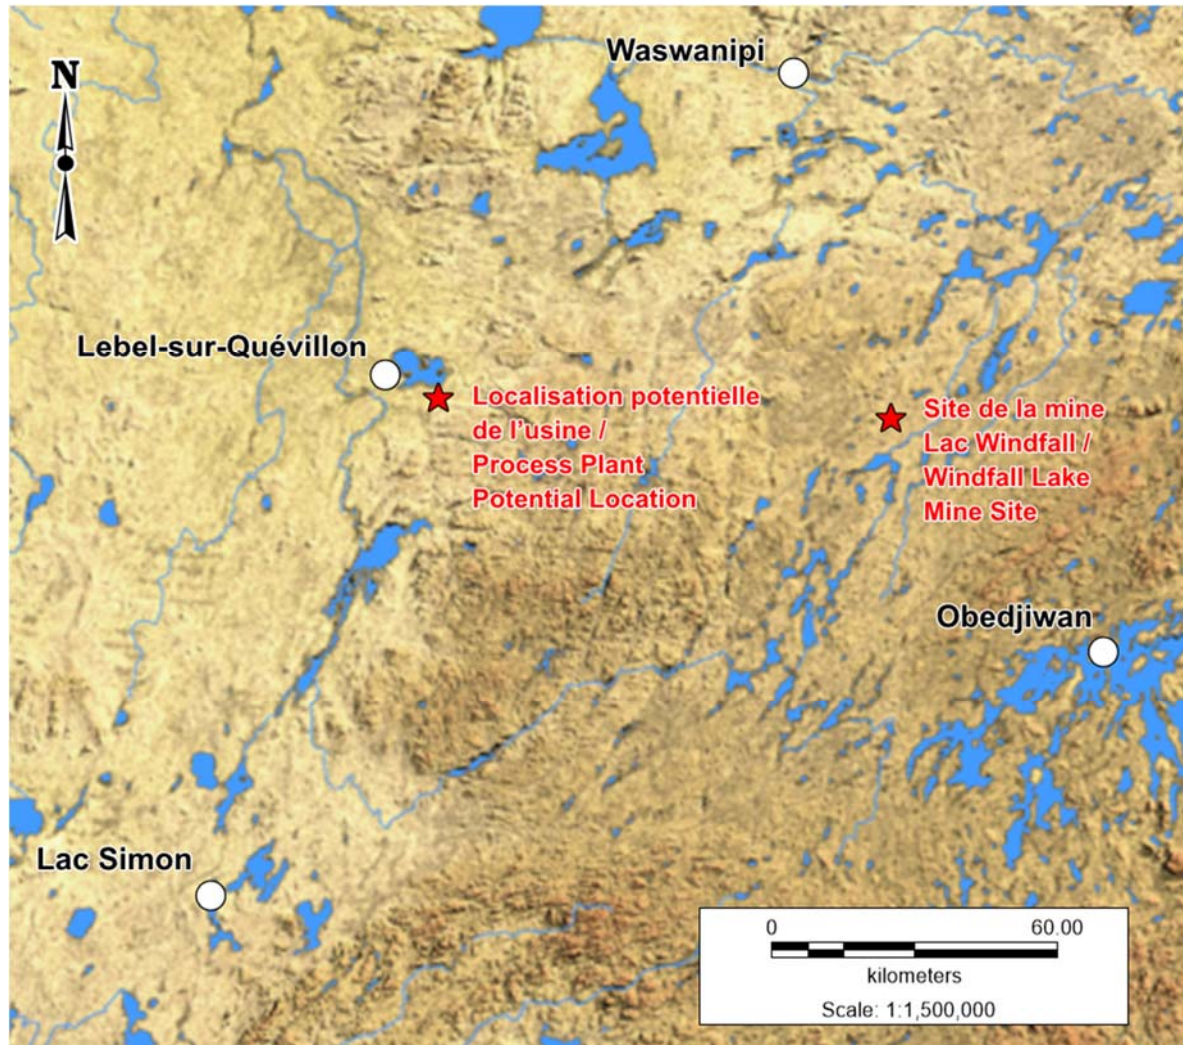 Waswanipi
N
Lebel-sur-Quévillon
Localisation potentielle
de l'usine /
Process Plant
Potential Location
Site de la mine
Lac Windfall /
Windfall Lake
Mine Site
Obedjiwan
Lac Simon
0 60.00
kilometers
Scale: 1:1,500,000